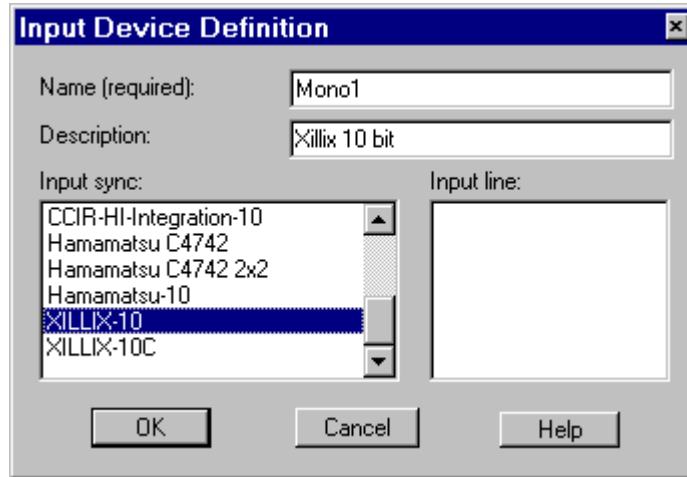 Input Device Definition
Name (required):
Mono1
Description:
Xillix 10 bit
Input sync:
Input line:
CCIR-HI-Integration-10
Hamamatsu C4742
Hamamatsu C4742 2x2
Hamamatsu-10
XILLIX-10
XILLIX-10C
OK
Cancel
Help